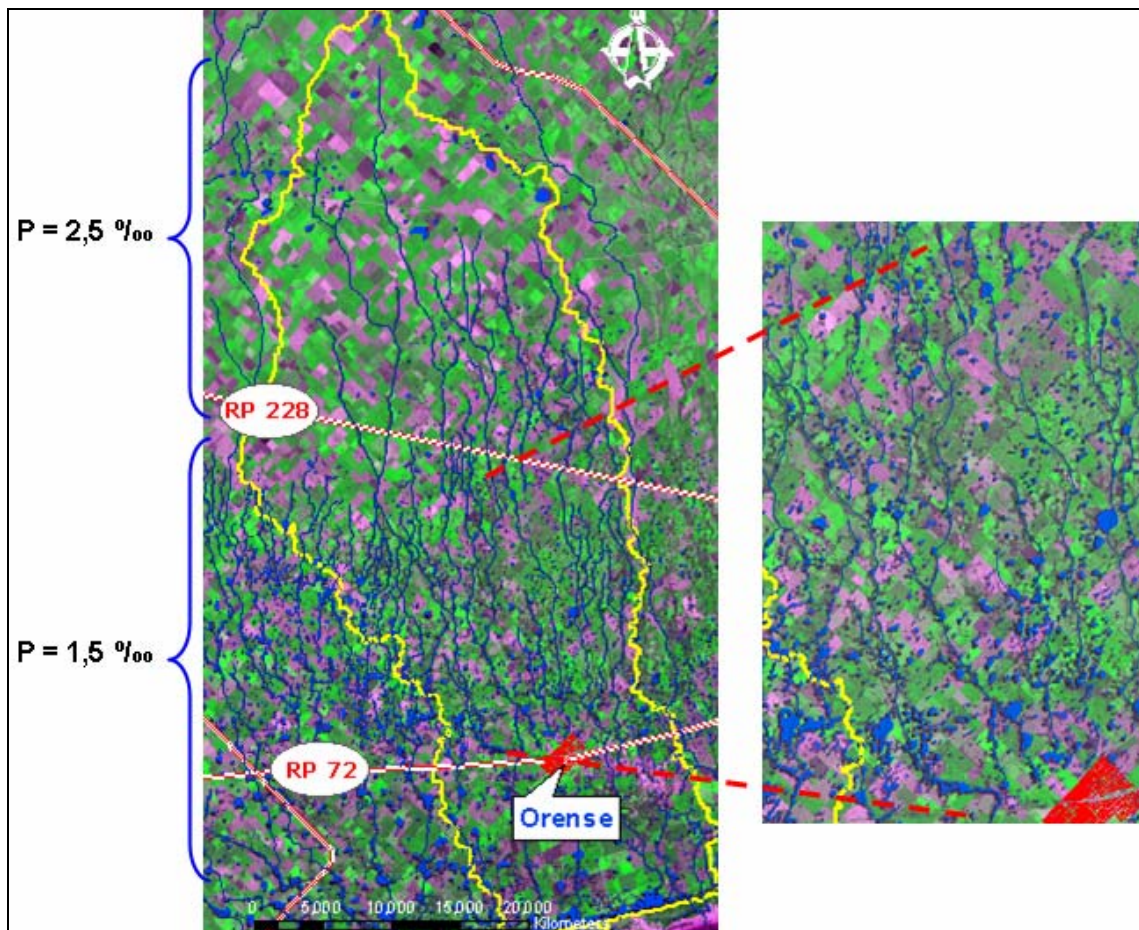 P = 2,5 ‰
RP 228
P = 1,5 ‰
RP 72
Orense
0 5,000 10,000 15,000 20,000
Kilometers